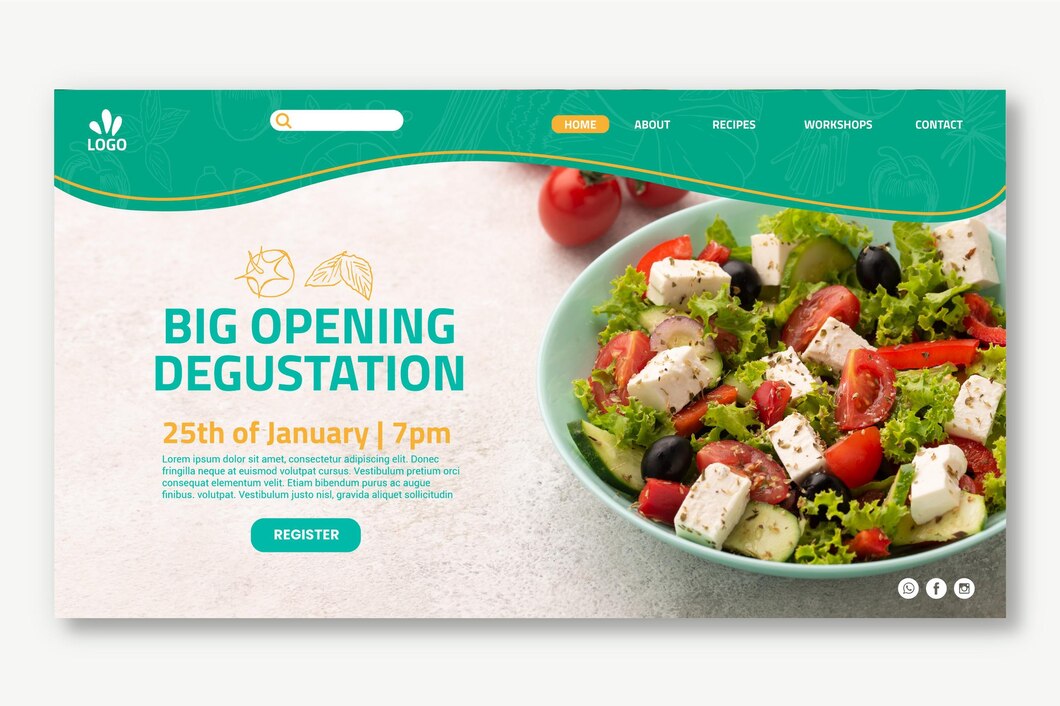 LOGO
HOME
ABOUT
RECIPES
WORKSHOPS
CONTACT
BIG OPENING
DEGUSTATION
25th of January | 7pm
Lorem ipsum dolor sit amet, consectetur adipiscing elit. Donec
fringilla neque at euismod volutpat cursus. Vestibulum pretium orci
consequat elementum velit. Etiam bibendum purus ac augue
finibus. volutpat. Vestibulum justo nisl, gravida aliquet sollicitudin
REGISTER